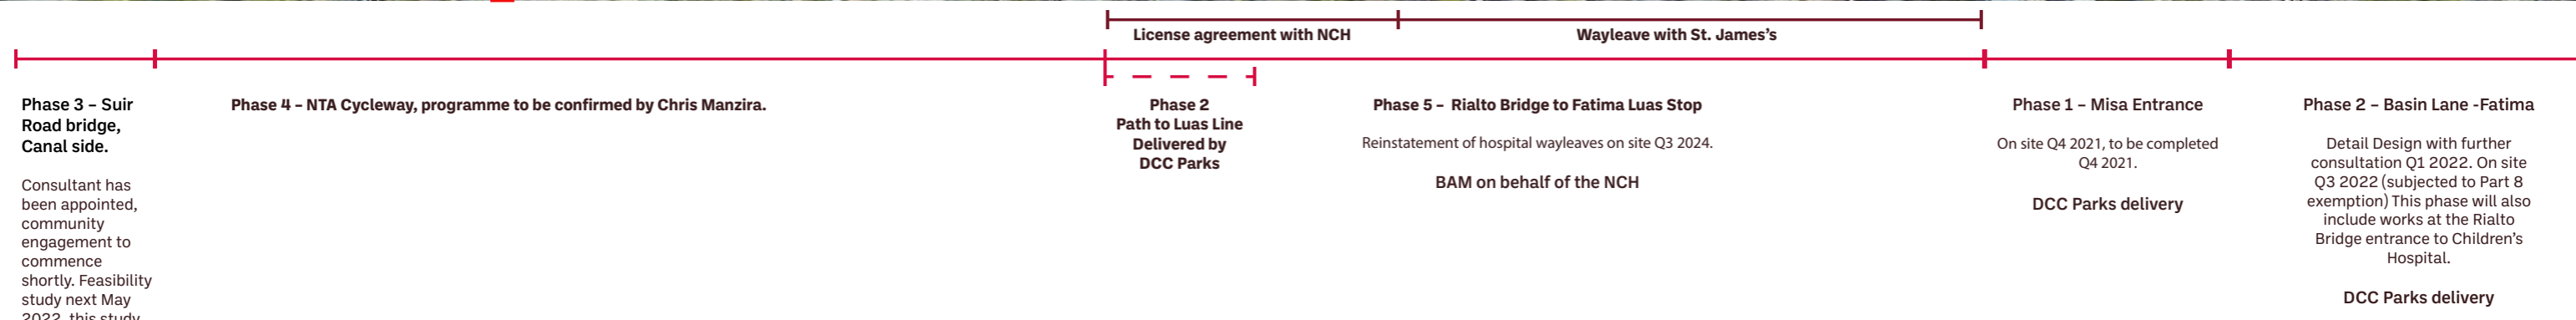 License agreement with NCH
Wayleave with St. James’s
Phase 3 – Suir
Road bridge,
Canal side.
Consultant has
been appointed,
community
engagement to
commence
shortly. Feasibility
study next May
2022, this study
Phase 4 – NTA Cycleway, programme to be confirmed by Chris Manzira.
Phase 2
Path to Luas Line
Delivered by
DCC Parks
Phase 5 – Rialto Bridge to Fatima Luas Stop
Reinstatement of hospital wayleaves on site Q3 2024.
BAM on behalf of the NCH
Phase 1 – Misa Entrance
On site Q4 2021, to be completed
Q4 2021.
DCC Parks delivery
Phase 2 – Basin Lane -Fatima
Detail Design with further
consultation Q1 2022. On site
Q3 2022 (subjected to Part 8
exemption) This phase will also
include works at the Rialto
Bridge entrance to Children’s
Hospital.
DCC Parks delivery